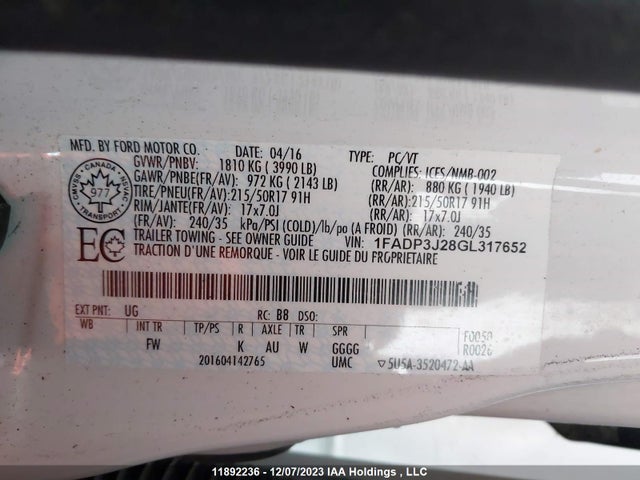 MFD. BY FORD MOTOR CO. DATE: 04/16 TYPE: PC/VT
GVWR/PNBV: 1810 KG ( 3990 LB) COMPLIES: ICES/NMB-002
GAWR/PNBE(FR/AV): 972 KG ( 2143 LB) (RR/AR): 880 KG ( 1940 LB)
TIRE/PNEU(FR/AV): 215/50R17 91H (RR/AR): 215/50R17 91H
RIM/JANTE(FR/AV): 17x7.0J (RR/AR): 17x7.0J
(FR/AV): 240/35 kPa/PSI (COLD)/lb/po (A FROID) (RR/AR): 240/35
TRAILER TOWING - SEE OWNER GUIDE VIN: 1FADP3J28GL317652
TRACTION D'UNE REMORQUE - VOIR LE GUIDE DU PROPRIETAIRE
CANADA
977
TRANSPORT
EC
EXT PNT: UG RC: B8 DSO:
WB INT TR TP/PS R AXLE TR SPR F0050
FW K AU W GGGG R0026
201604142765 UMC ▽5U5A-3520472-AA
11892236 - 12/07/2023 IAA Holdings , LLC